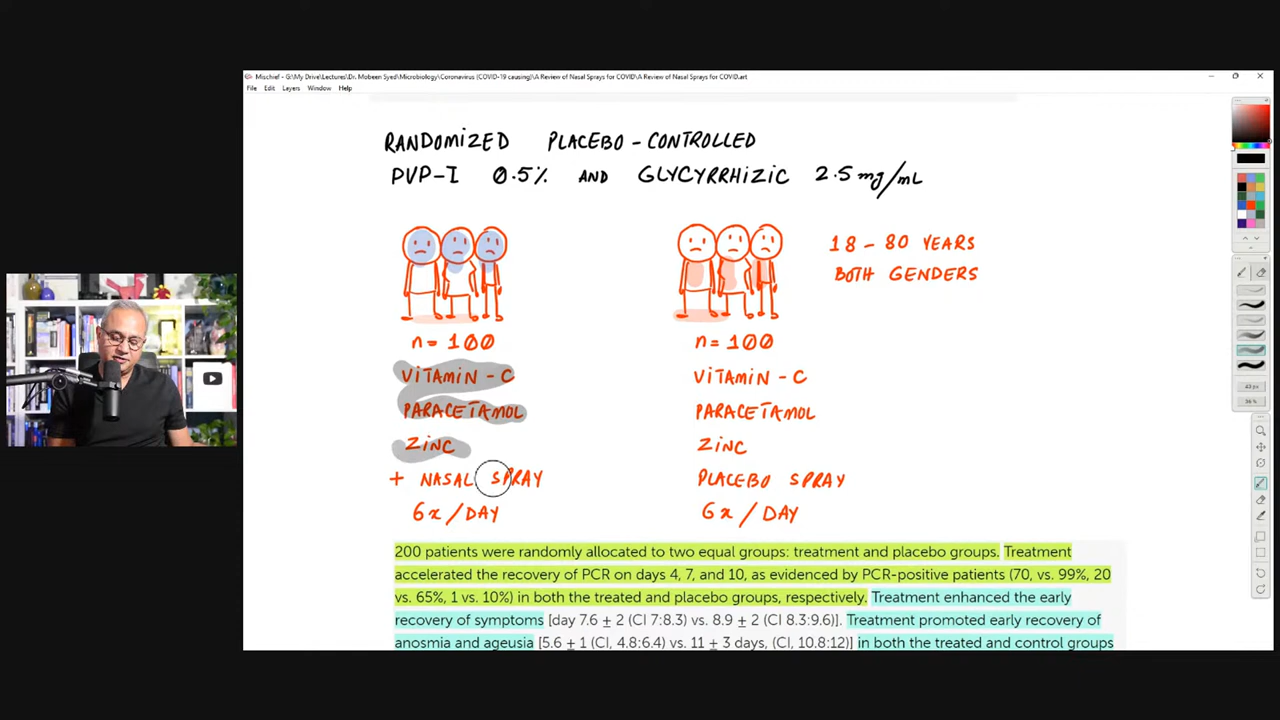 Mischief - G:\My Drive\Lectures\Dr. Mobeen Syed\Microbiology\Coronavirus (COVID-19 causing)\A Review of Nasal Sprays for COVID\A Review of Nasal Sprays for COVID.art
File Edit Layers Window Help
RANDOMIZED PLACEBO-CONTROLLED
PVP-I 0.5% AND GLYCYRRHIZIC 2.5 mg/mL
18 - 80 YEARS
BOTH GENDERS
n = 100
VITAMIN - C
PARACETAMOL
ZINC
+ NASAL SPRAY
6x / DAY
n = 100
VITAMIN - C
PARACETAMOL
ZINC
PLACEBO SPRAY
6x / DAY
200 patients were randomly allocated to two equal groups: treatment and placebo groups. Treatment
accelerated the recovery of PCR on days 4, 7, and 10, as evidenced by PCR-positive patients (70, vs. 99%, 20
vs. 65%, 1 vs. 10%) in both the treated and placebo groups, respectively. Treatment enhanced the early
recovery of symptoms [day 7.6 ± 2 (CI 7:8.3) vs. 8.9 ± 2 (CI 8.3:9.6)]. Treatment promoted early recovery of
anosmia and ageusia [5.6 ± 1 (CI, 4.8:6.4) vs. 11 ± 3 days, (CI, 10.8:12)] in both the treated and control groups